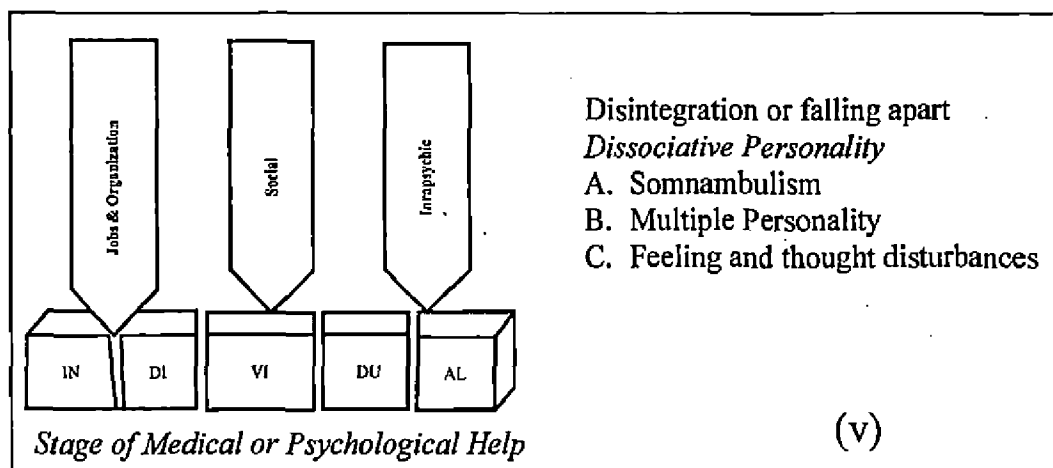 Jobs & Organization
Social
Inrapsychic
IN DI VI DU AL
Stage of Medical or Psychological Help
Disintegration or falling apart
Dissociative Personality
A. Somnambulism
B. Multiple Personality
C. Feeling and thought disturbances
(v)